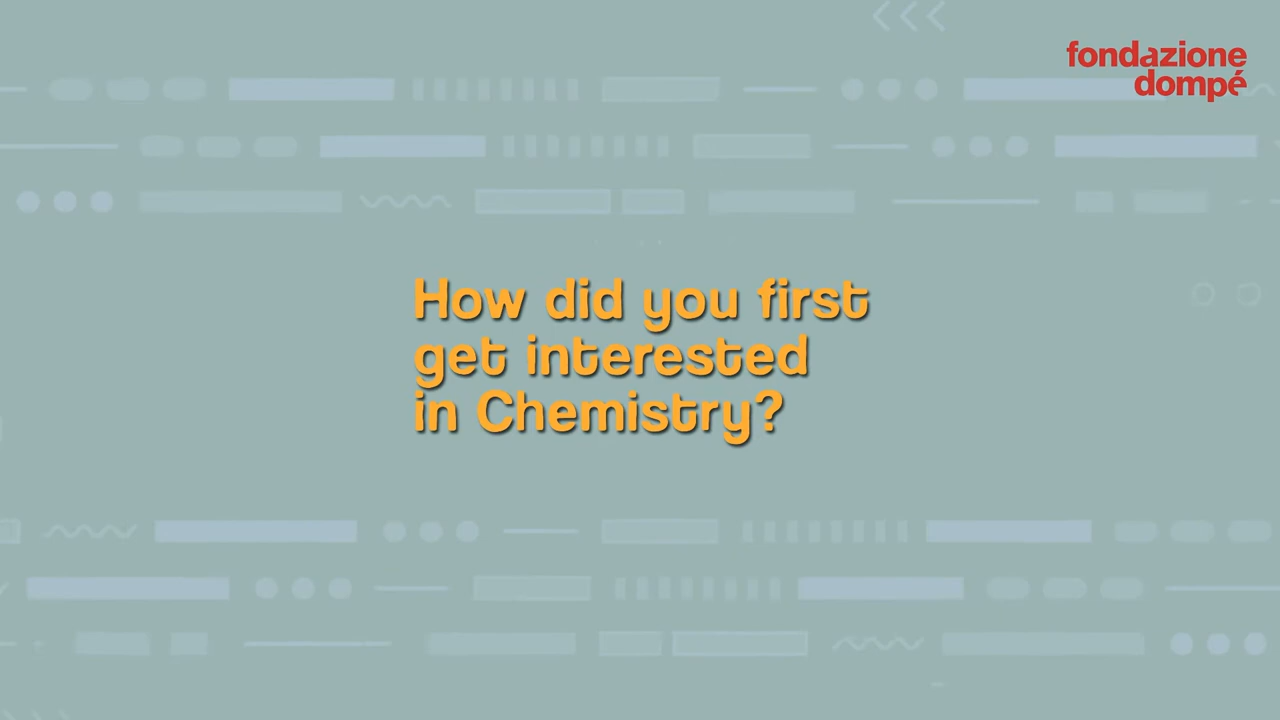 fondazione
dompé
How did you first
get interested
in Chemistry?